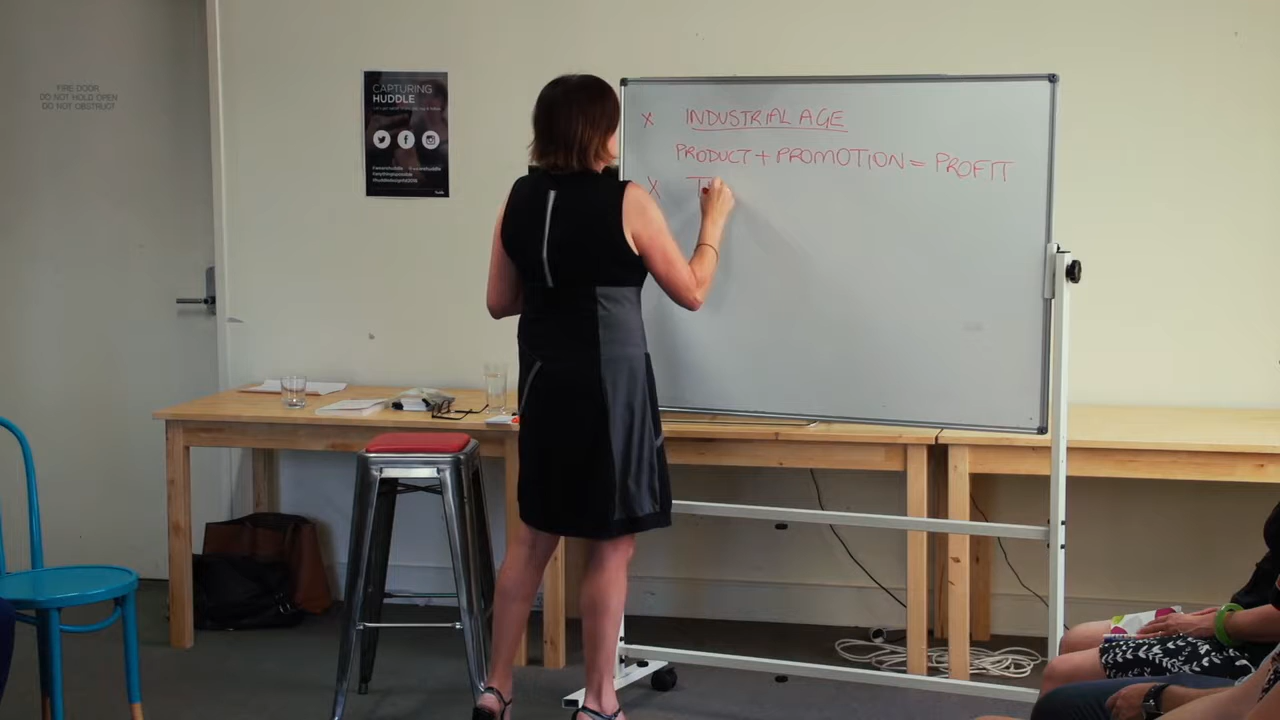 FIRE DOOR
DO NOT HOLD OPEN
DO NOT OBSTRUCT
CAPTURING
HUDDLE
X INDUSTRIAL AGE
PRODUCT + PROMOTION = PROFIT
X